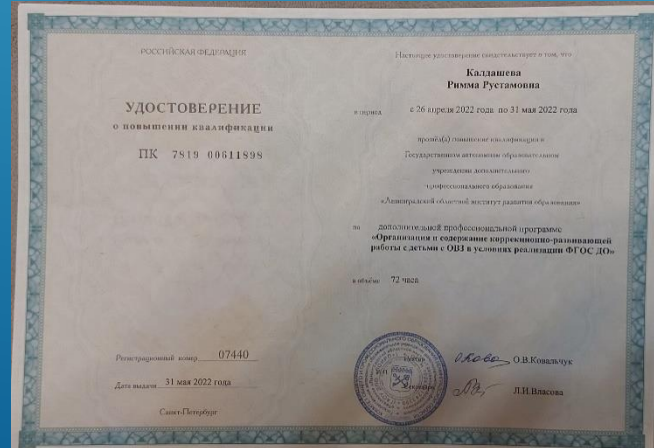 РОССИЙСКАЯ ФЕДЕРАЦИЯ
УДОСТОВЕРЕНИЕ
о повышении квалификации
ПК 7819 00611898
Регистрационный номер 07440
Дата выдачи 31 мая 2022 года
Санкт-Петербург
Настоящее удостоверение свидетельствует о том, что
Калдашева
Римма Рустамовна
в период с 26 апреля 2022 года по 31 мая 2022 года
прошёл(а) повышение квалификации в
Государственном автономном образовательном
учреждении дополнительного
профессионального образования
«Ленинградский областной институт развития образования»
по дополнительной профессиональной программе
«Организация и содержание коррекционно-развивающей
работы с детьми с ОВЗ в условиях реализации ФГОС ДО»
в объёме 72 часа
О.В.Ковальчук
Л.И.Власова